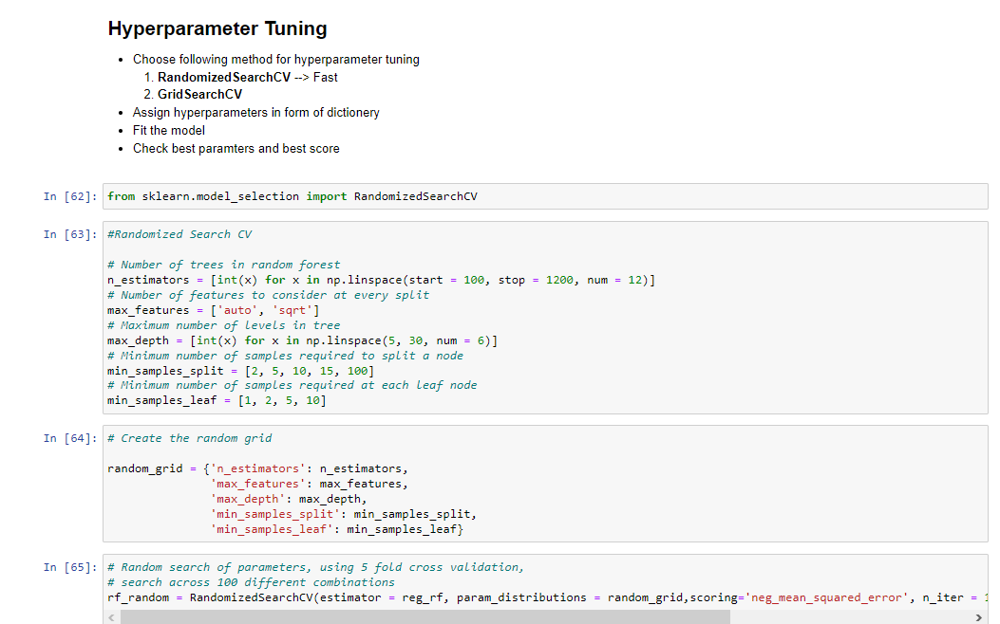 Hyperparameter Tuning
• Choose following method for hyperparameter tuning
1. RandomizedSearchCV --> Fast
2. GridSearchCV
• Assign hyperparameters in form of dictionery
• Fit the model
• Check best paramters and best score
In [62]: from sklearn.model_selection import RandomizedSearchCV
In [63]: #Randomized Search CV
# Number of trees in random forest
n_estimators = [int(x) for x in np.linspace(start = 100, stop = 1200, num = 12)]
# Number of features to consider at every split
max_features = ['auto', 'sqrt']
# Maximum number of levels in tree
max_depth = [int(x) for x in np.linspace(5, 30, num = 6)]
# Minimum number of samples required to split a node
min_samples_split = [2, 5, 10, 15, 100]
# Minimum number of samples required at each leaf node
min_samples_leaf = [1, 2, 5, 10]
In [64]: # Create the random grid
random_grid = {'n_estimators': n_estimators,
'max_features': max_features,
'max_depth': max_depth,
'min_samples_split': min_samples_split,
'min_samples_leaf': min_samples_leaf}
In [65]: # Random search of parameters, using 5 fold cross validation,
# search across 100 different combinations
rf_random = RandomizedSearchCV(estimator = reg_rf, param_distributions = random_grid,scoring='neg_mean_squared_error', n_iter =